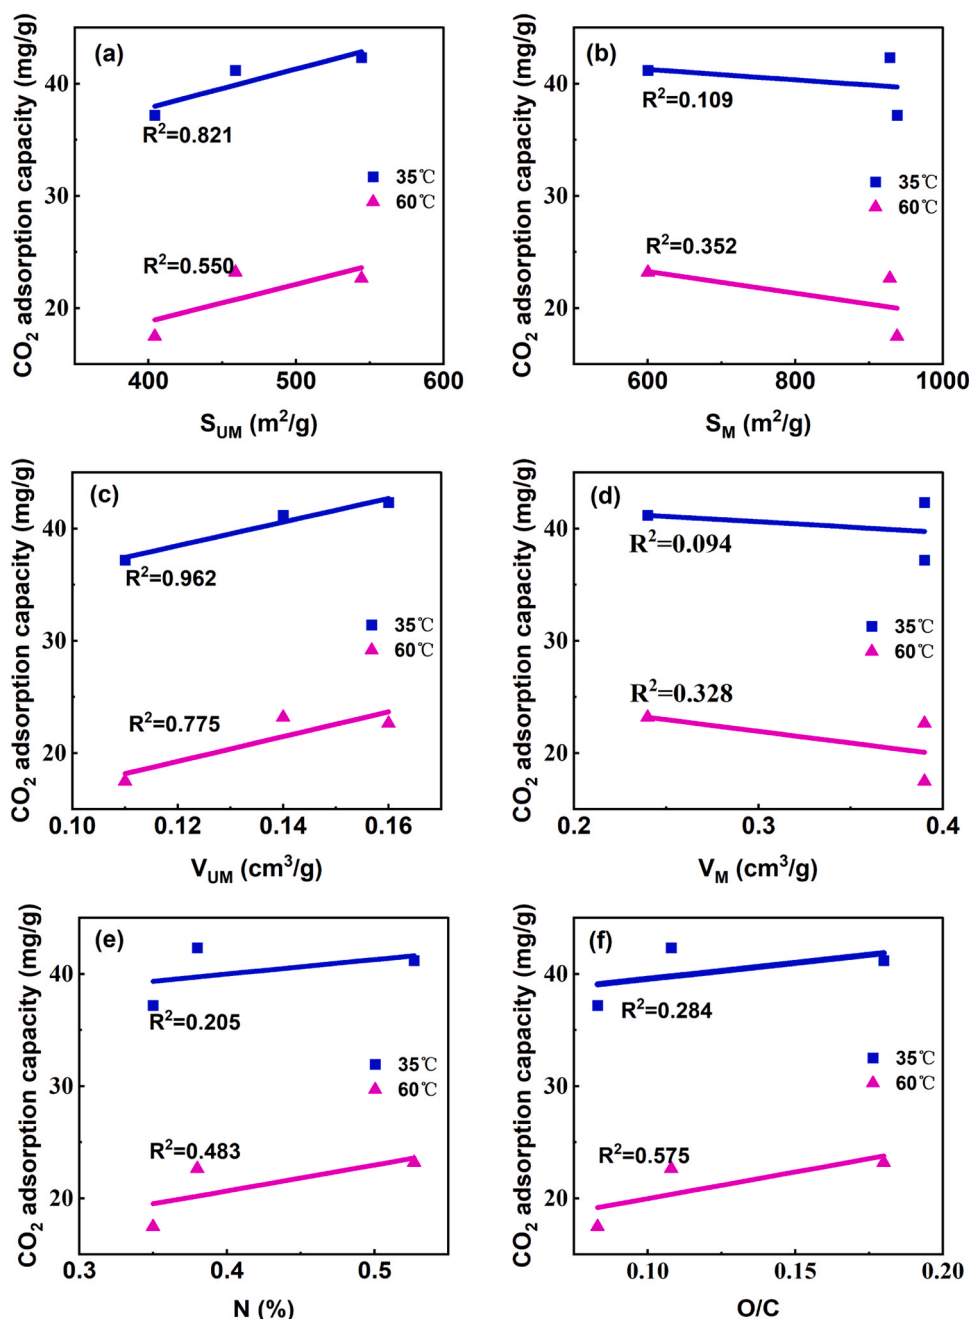 (a)
CO₂ adsorption capacity (mg/g)
40
30
20
R²=0.821
35℃
60℃
R²=0.550
400 500 600
S_UM (m²/g)
(b)
CO₂ adsorption capacity (mg/g)
40
30
20
R²=0.109
35℃
60℃
R²=0.352
600 800 1000
S_M (m²/g)
(c)
CO₂ adsorption capacity (mg/g)
40
30
20
R²=0.962
35℃
60℃
R²=0.775
0.10 0.12 0.14 0.16
V_UM (cm³/g)
(d)
CO₂ adsorption capacity (mg/g)
40
30
20
R²=0.094
35℃
60℃
R²=0.328
0.2 0.3 0.4
V_M (cm³/g)
(e)
CO₂ adsorption capacity (mg/g)
40
30
20
R²=0.205
35℃
60℃
R²=0.483
0.3 0.4 0.5
N (%)
(f)
CO₂ adsorption capacity (mg/g)
40
30
20
R²=0.284
35℃
60℃
R²=0.575
0.10 0.15 0.20
O/C